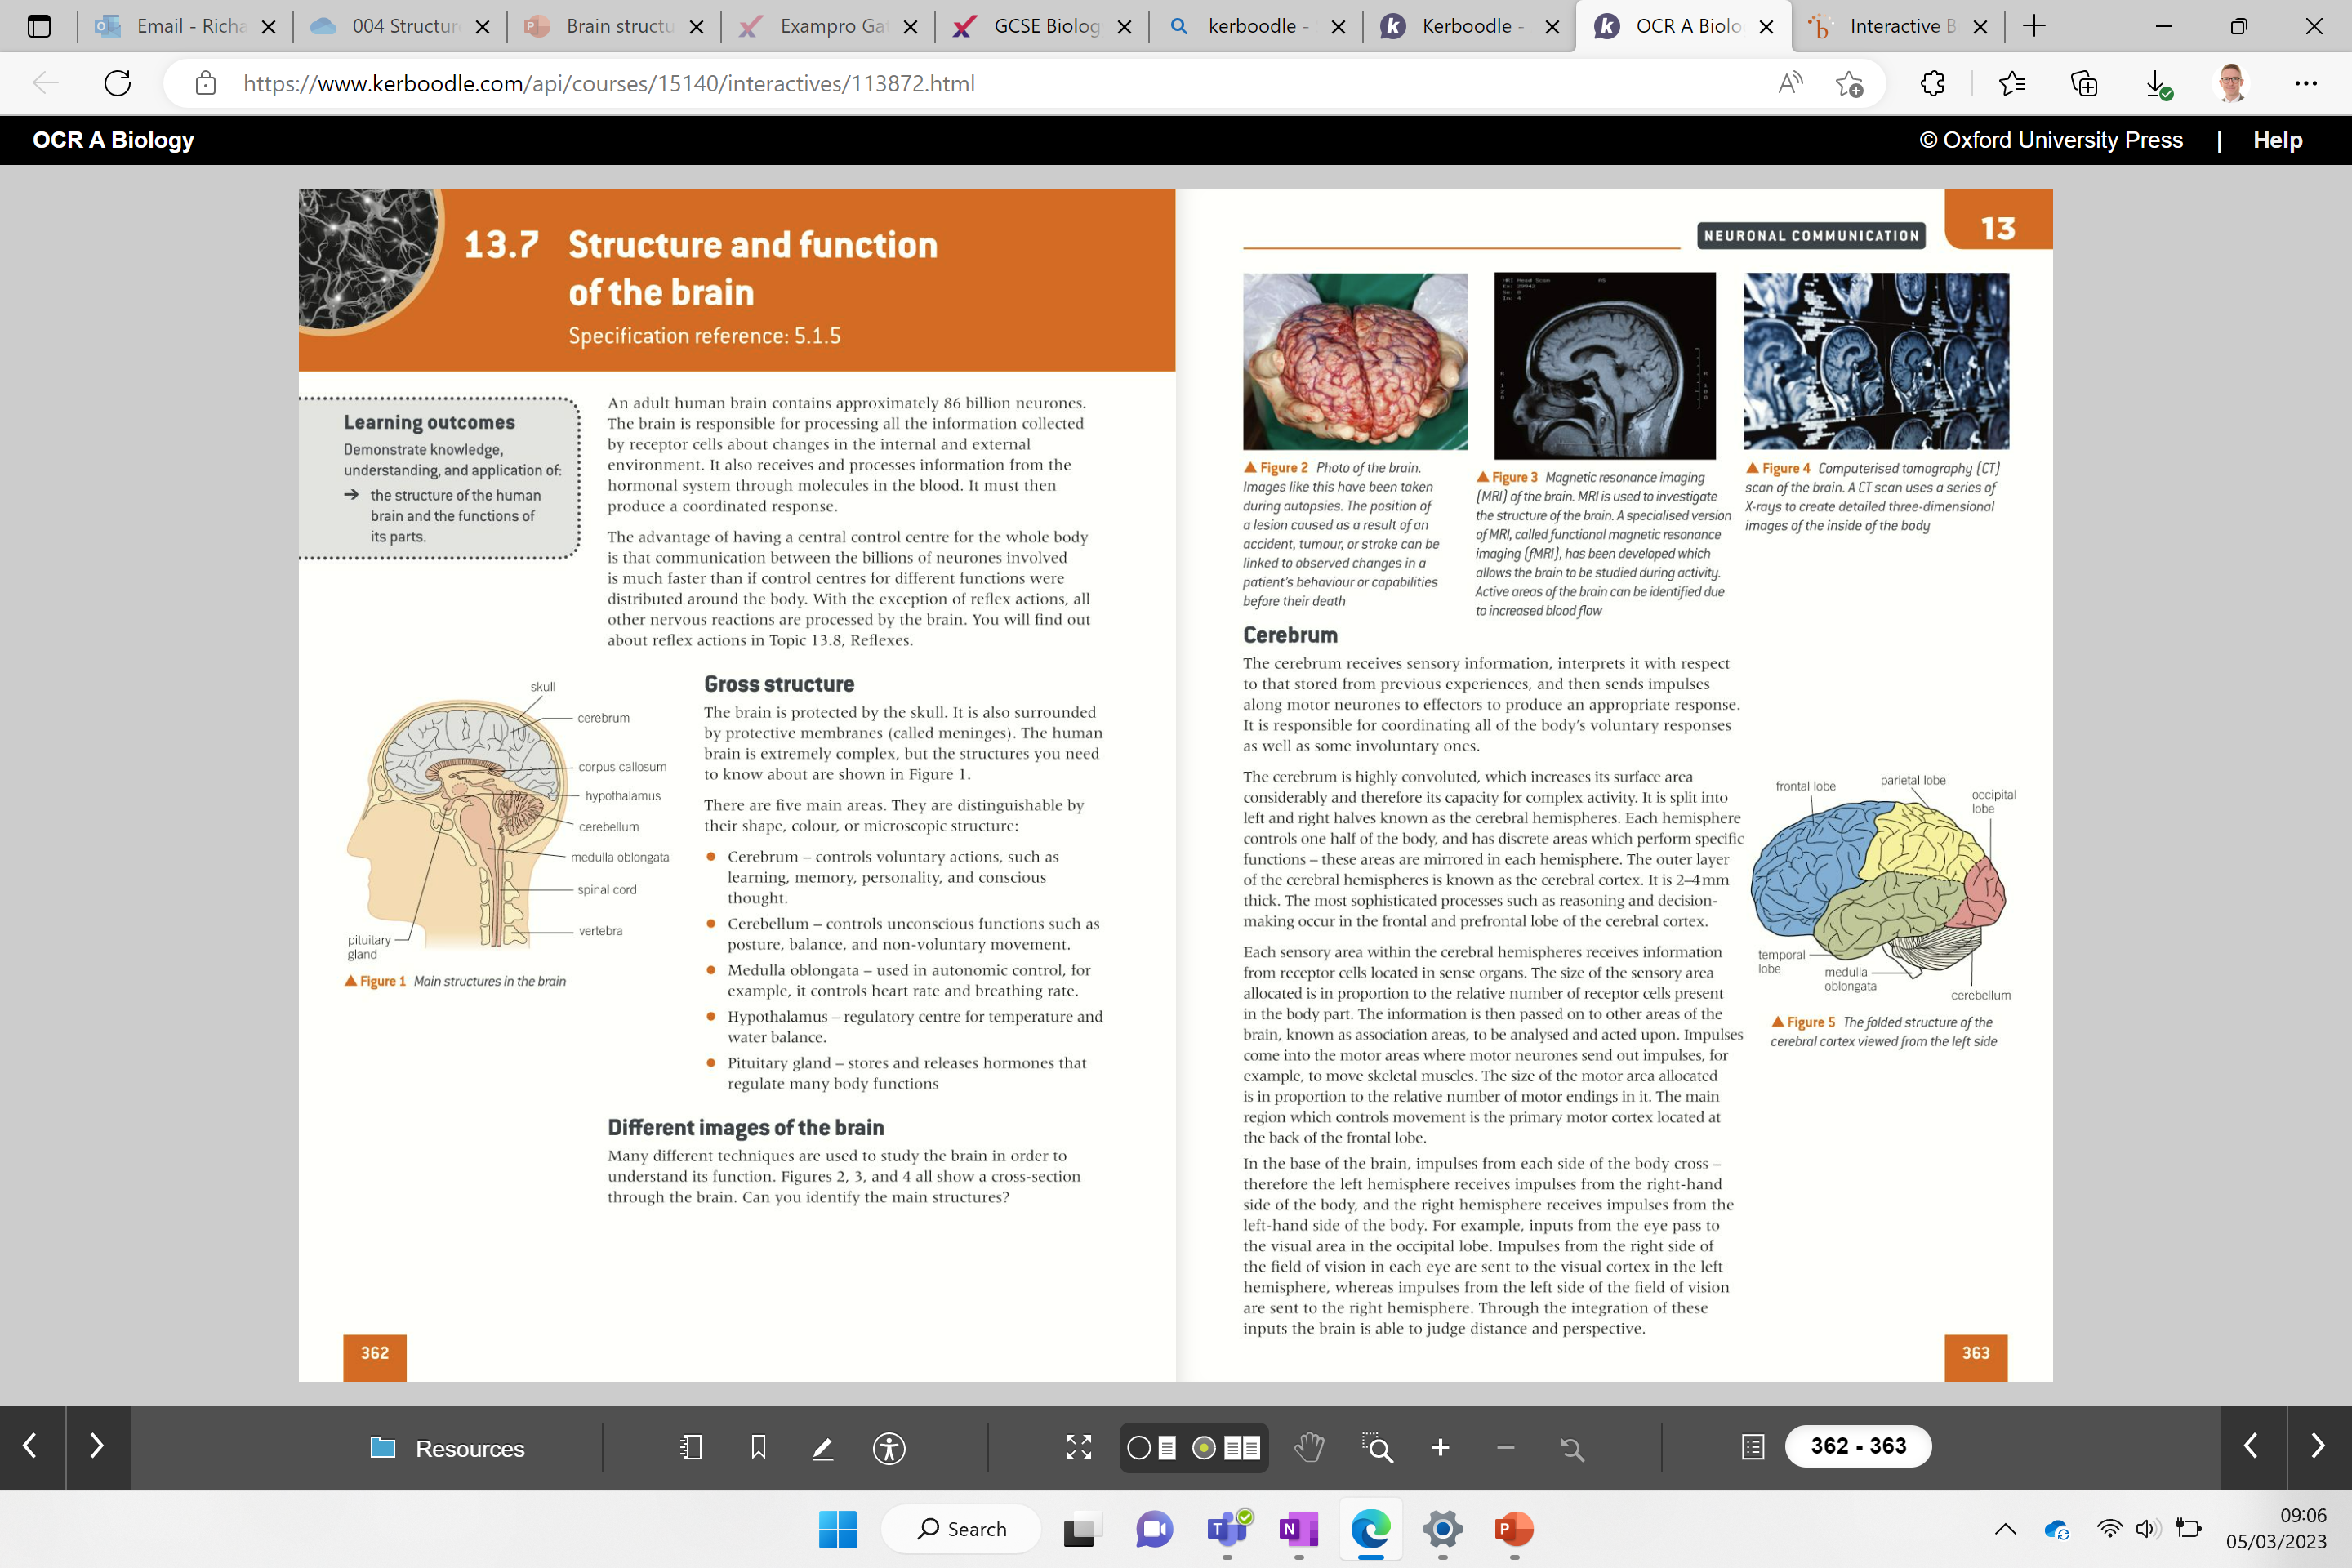 Email - Richa
004 Structur
Brain structu
Exampro Ga
GCSE Biolog
kerboodle -
Kerboodle -
OCR A Biolo
Interactive B
https://www.kerboodle.com/api/courses/15140/interactives/113872.html
OCR A Biology
© Oxford University Press | Help
13.7 Structure and function
of the brain
Specification reference: 5.1.5
Learning outcomes
Demonstrate knowledge,
understanding, and application of:
→ the structure of the human
brain and the functions of
its parts.
An adult human brain contains approximately 86 billion neurones.
The brain is responsible for processing all the information collected
by receptor cells about changes in the internal and external
environment. It also receives and processes information from the
hormonal system through molecules in the blood. It must then
produce a coordinated response.
The advantage of having a central control centre for the whole body
is that communication between the billions of neurones involved
is much faster than if control centres for different functions were
distributed around the body. With the exception of reflex actions, all
other nervous reactions are processed by the brain. You will find out
about reflex actions in Topic 13.8, Reflexes.
skull
cerebrum
corpus callosum
hypothalamus
cerebellum
medulla oblongata
spinal cord
vertebra
pituitary
gland
▲ Figure 1 Main structures in the brain
Gross structure
The brain is protected by the skull. It is also surrounded
by protective membranes (called meninges). The human
brain is extremely complex, but the structures you need
to know about are shown in Figure 1.
There are five main areas. They are distinguishable by
their shape, colour, or microscopic structure:
● Cerebrum – controls voluntary actions, such as
learning, memory, personality, and conscious
thought.
● Cerebellum – controls unconscious functions such as
posture, balance, and non-voluntary movement.
● Medulla oblongata – used in autonomic control, for
example, it controls heart rate and breathing rate.
● Hypothalamus – regulatory centre for temperature and
water balance.
● Pituitary gland – stores and releases hormones that
regulate many body functions
Different images of the brain
Many different techniques are used to study the brain in order to
understand its function. Figures 2, 3, and 4 all show a cross-section
through the brain. Can you identify the main structures?
362
NEURONAL COMMUNICATION
13
▲ Figure 2 Photo of the brain.
Images like this have been taken
during autopsies. The position of
a lesion caused as a result of an
accident, tumour, or stroke can be
linked to observed changes in a
patient's behaviour or capabilities
before their death
▲ Figure 3 Magnetic resonance imaging
(MRI) of the brain. MRI is used to investigate
the structure of the brain. A specialised version
of MRI, called functional magnetic resonance
imaging (fMRI), has been developed which
allows the brain to be studied during activity.
Active areas of the brain can be identified due
to increased blood flow
▲ Figure 4 Computerised tomography (CT)
scan of the brain. A CT scan uses a series of
X-rays to create detailed three-dimensional
images of the inside of the body
Cerebrum
The cerebrum receives sensory information, interprets it with respect
to that stored from previous experiences, and then sends impulses
along motor neurones to effectors to produce an appropriate response.
It is responsible for coordinating all of the body's voluntary responses
as well as some involuntary ones.
The cerebrum is highly convoluted, which increases its surface area
considerably and therefore its capacity for complex activity. It is split into
left and right halves known as the cerebral hemispheres. Each hemisphere
controls one half of the body, and has discrete areas which perform specific
functions – these areas are mirrored in each hemisphere. The outer layer
of the cerebral hemispheres is known as the cerebral cortex. It is 2–4 mm
thick. The most sophisticated processes such as reasoning and decision-
making occur in the frontal and prefrontal lobe of the cerebral cortex.
Each sensory area within the cerebral hemispheres receives information
from receptor cells located in sense organs. The size of the sensory area
allocated is in proportion to the relative number of receptor cells present
in the body part. The information is then passed on to other areas of the
brain, known as association areas, to be analysed and acted upon. Impulses
come into the motor areas where motor neurones send out impulses, for
example, to move skeletal muscles. The size of the motor area allocated
is in proportion to the relative number of motor endings in it. The main
region which controls movement is the primary motor cortex located at
the back of the frontal lobe.
In the base of the brain, impulses from each side of the body cross –
therefore the left hemisphere receives impulses from the right-hand
side of the body, and the right hemisphere receives impulses from the
left-hand side of the body. For example, inputs from the eye pass to
the visual area in the occipital lobe. Impulses from the right side of
the field of vision in each eye are sent to the visual cortex in the left
hemisphere, whereas impulses from the left side of the field of vision
are sent to the right hemisphere. Through the integration of these
inputs the brain is able to judge distance and perspective.
frontal lobe
parietal lobe
occipital
lobe
temporal
lobe
medulla
oblongata
cerebellum
▲ Figure 5 The folded structure of the
cerebral cortex viewed from the left side
363
Resources
362 - 363
Search
09:06
05/03/2023